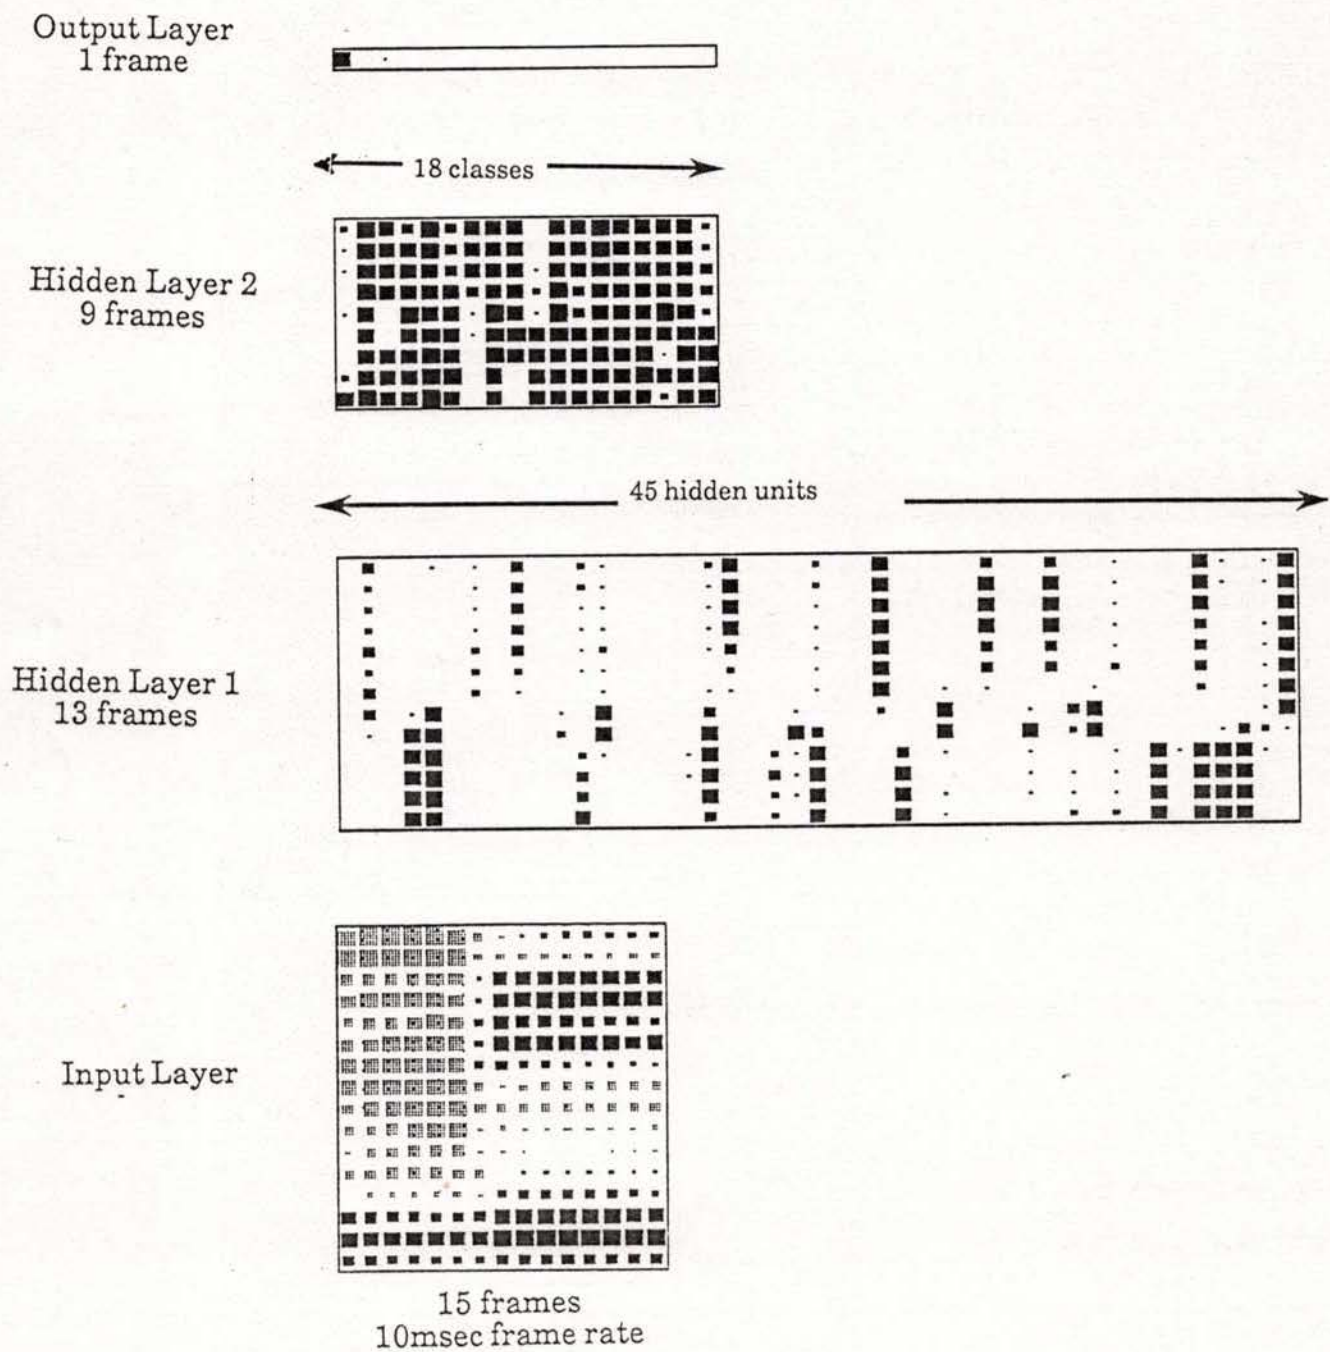 Output Layer
1 frame
18 classes
Hidden Layer 2
9 frames
45 hidden units
Hidden Layer 1
13 frames
Input Layer
15 frames
10msec frame rate